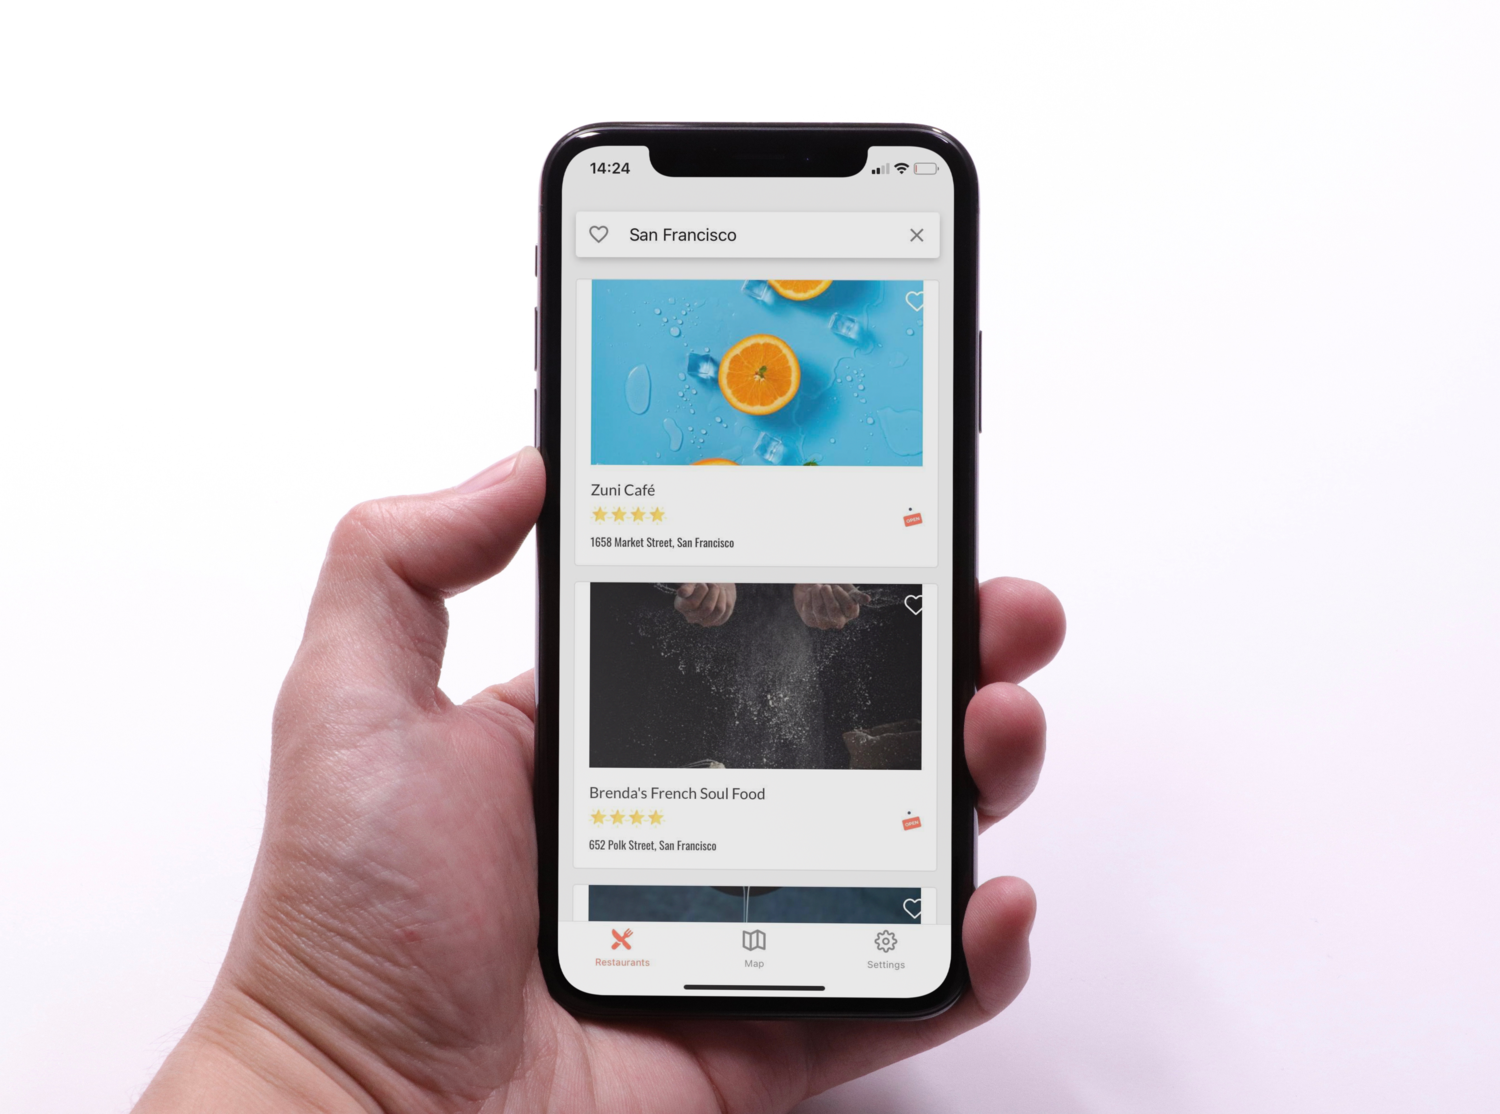 14:24
San Francisco
Zuni Café
OPEN
1658 Market Street, San Francisco
Brenda's French Soul Food
OPEN
652 Polk Street, San Francisco
Restaurants
Map
Settings